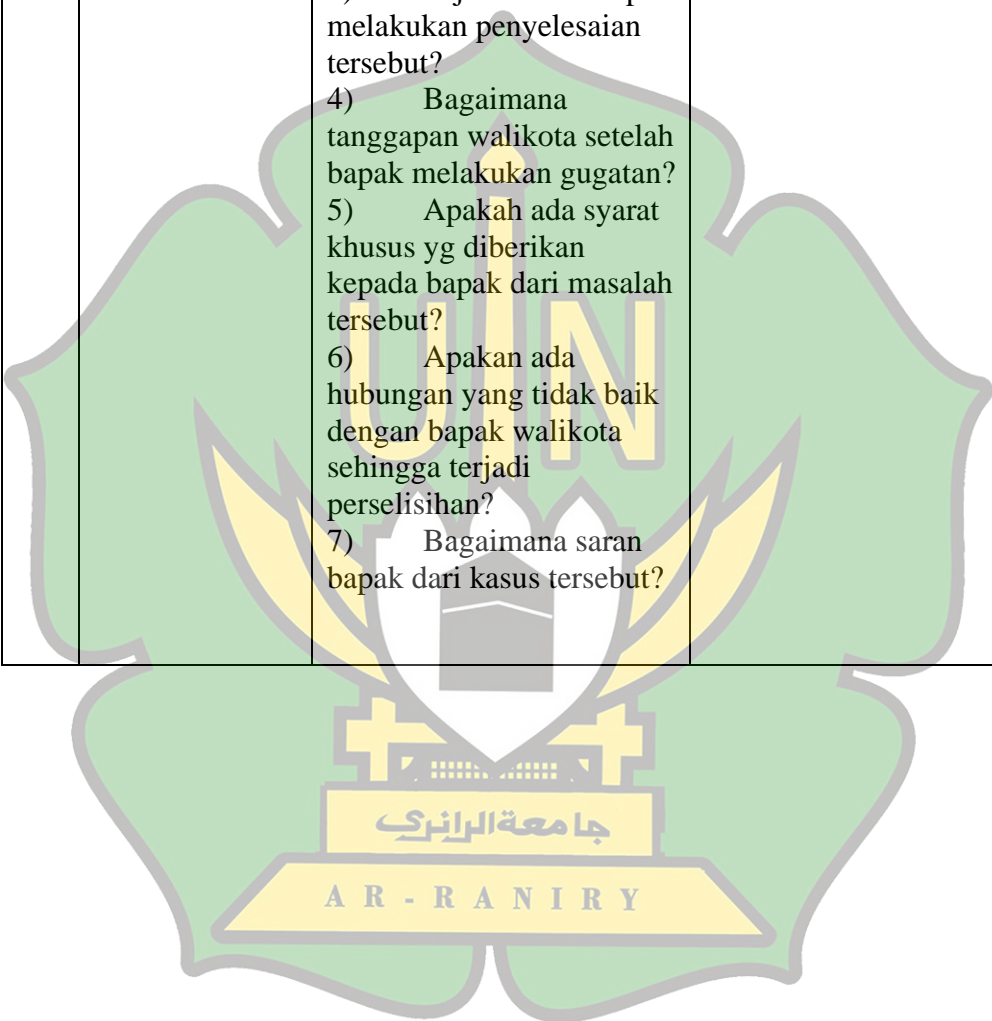 melakukan penyelesaian
tersebut?
4) Bagaimana
tanggapan walikota setelah
bapak melakukan gugatan?
5) Apakah ada syarat
khusus yg diberikan
kepada bapak dari masalah
tersebut?
6) Apakan ada
hubungan yang tidak baik
dengan bapak walikota
sehingga terjadi
perselisihan?
7) Bagaimana saran
bapak dari kasus tersebut?
UIN
جامعةالرانري
AR-RANIRY